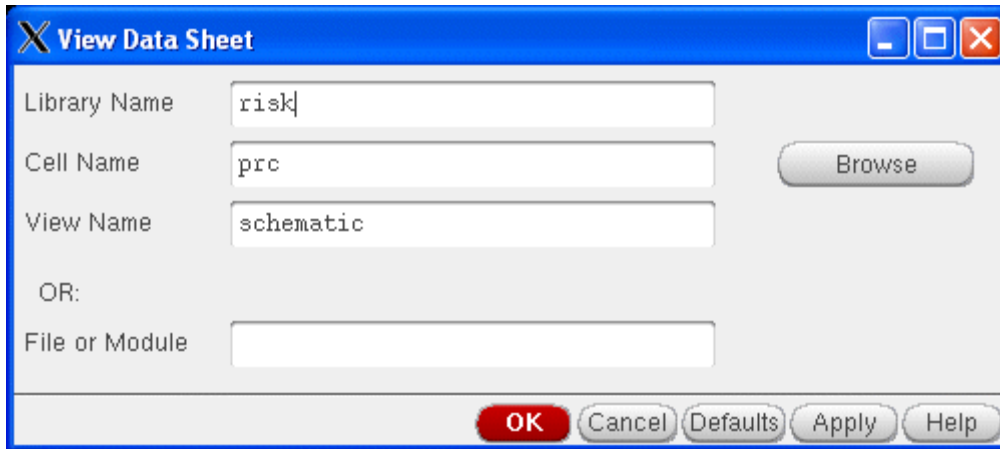 View Data Sheet
Library Name risk
Cell Name prc Browse
View Name schematic
OR:
File or Module
OK Cancel Defaults Apply Help